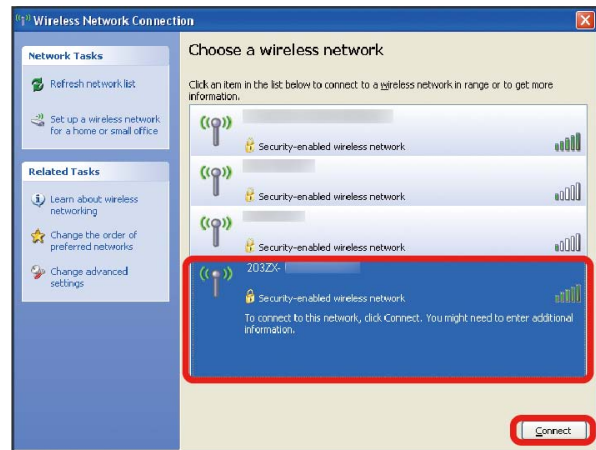 Wireless Network Connection
Network Tasks
Refresh network list
Set up a wireless network
for a home or small office
Related Tasks
Learn about wireless
networking
Change the order of
preferred networks
Change advanced
settings
Choose a wireless network
Click an item in the list below to connect to a wireless network in range or to get more
information.
Security-enabled wireless network
Security-enabled wireless network
Security-enabled wireless network
203ZX-
Security-enabled wireless network
To connect to this network, click Connect. You might need to enter additional
information.
Connect